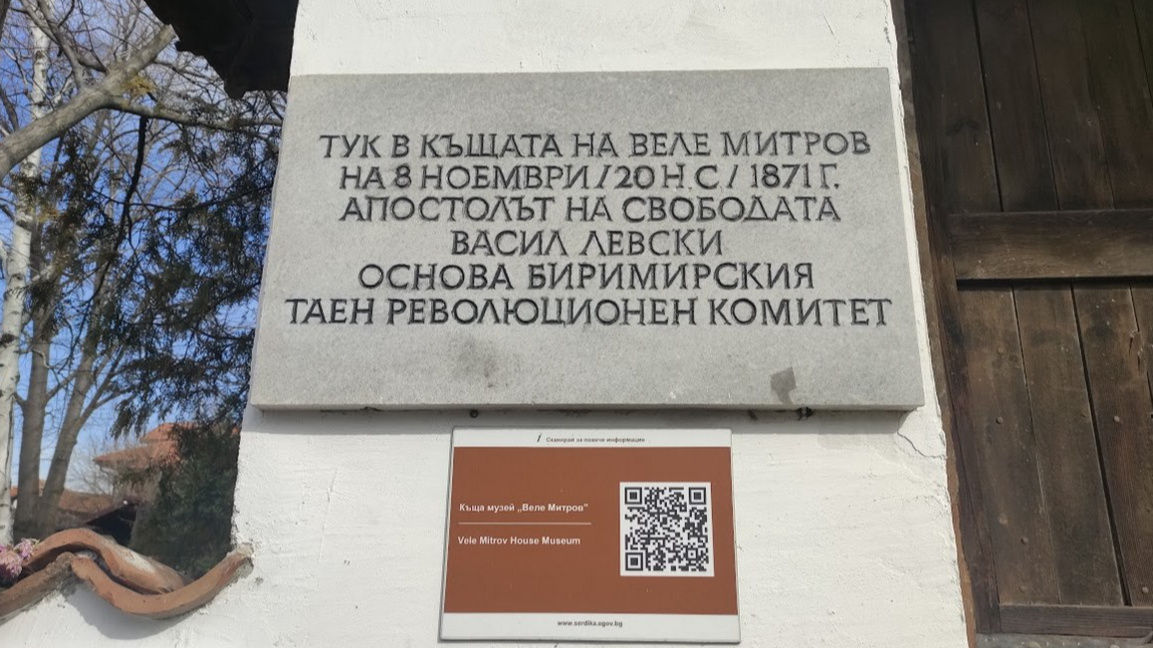 ТУК В КЪЩАТА НА ВЕЛЕ МИТРОВ
НА 8 НОЕМВРИ / 20 Н.С. / 1871 Г.
АПОСТОЛЪТ НА СВОБОДАТА
ВАСИЛ ЛЕВСКИ
ОСНОВА БИРИМИРСКИЯ
ТАЕН РЕВОЛЮЦИОНЕН КОМИТЕТ
i Сканирай за повече информация
Къща музей „Веле Митров"
Vele Mitrov House Museum
www.serdika.egov.bg